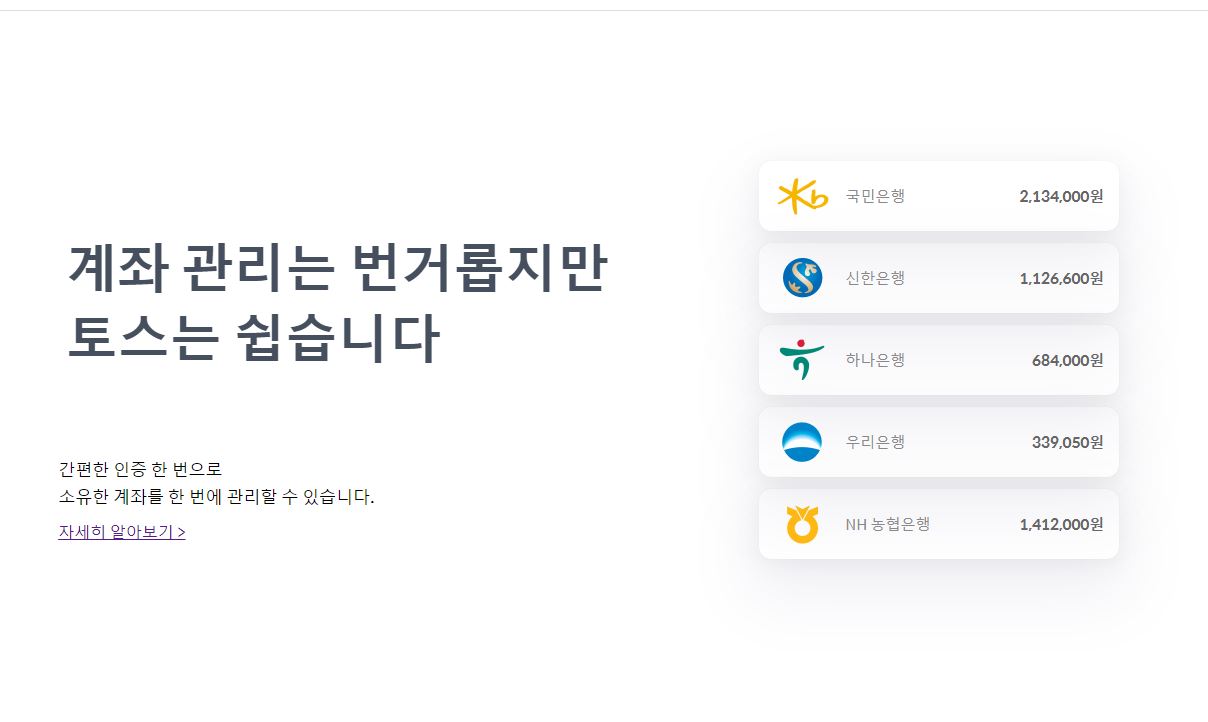 계좌 관리는 번거롭지만
토스는 쉽습니다
간편한 인증 한 번으로
소유한 계좌를 한 번에 관리할 수 있습니다.
자세히 알아보기 >
국민은행 2,134,000원
신한은행 1,126,600원
하나은행 684,000원
우리은행 339,050원
NH 농협은행 1,412,000원